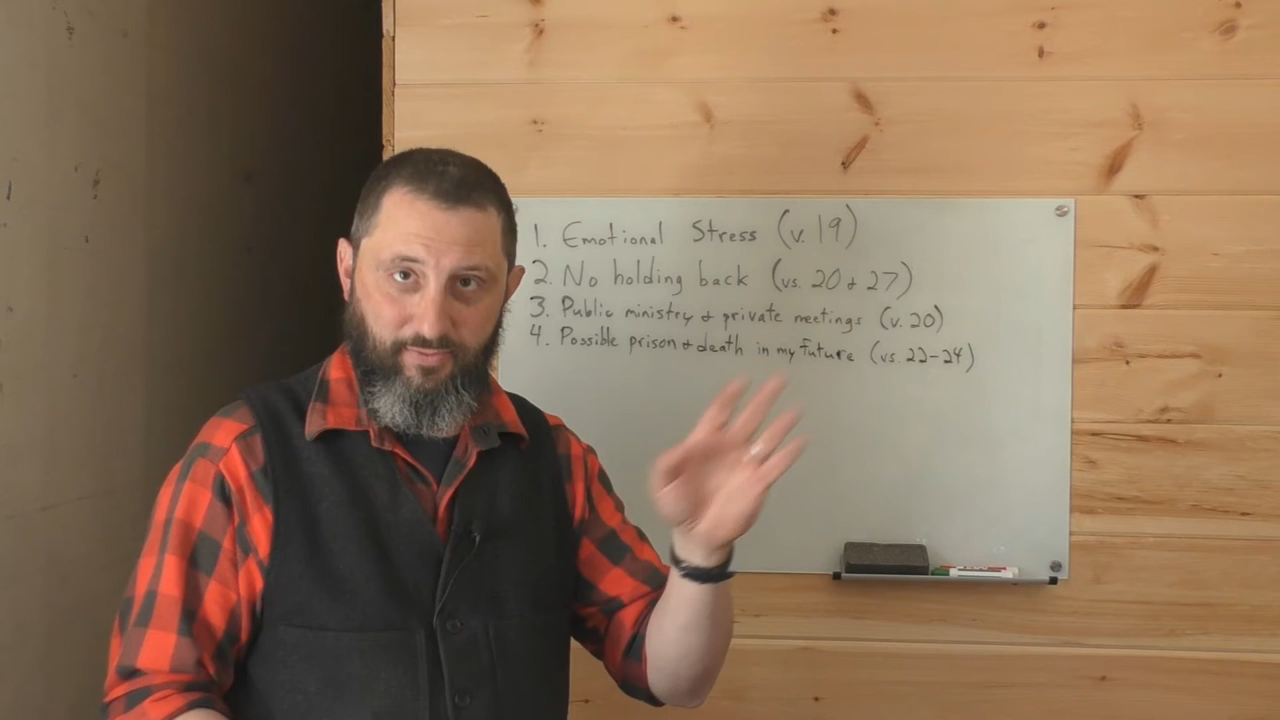 1. Emotional Stress (v. 19)
2. No holding back (vs. 20 & 27)
3. Public ministry & private meetings (v. 20)
4. Possible prison & death in my future (vs. 22-24)